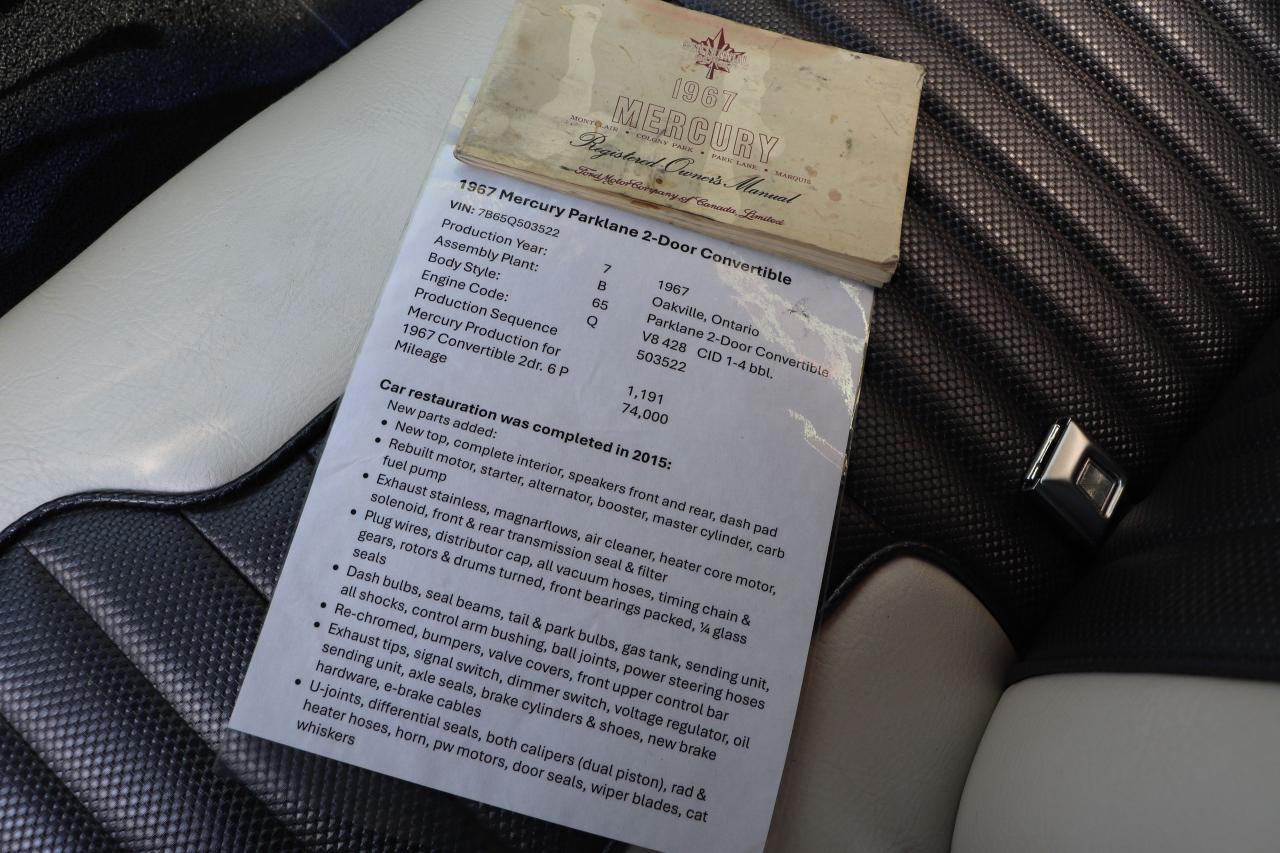 1967
MERCURY
MONTCLAIR • COLONY PARK • PARK LANE • MARQUIS
Registered Owner's Manual
Ford Motor Company of Canada, Limited
1967 Mercury Parklane 2-Door Convertible
VIN: 7B65Q503522
Production Year: 7 1967
Assembly Plant: B Oakville, Ontario
Body Style: 65 Parklane 2-Door Convertible
Engine Code: Q V8 428 CID 1-4 bbl.
Production Sequence 503522
Mercury Production for
1967 Convertible 2dr. 6 P 1,191
Mileage 74,000
Car restauration was completed in 2015:
New parts added:
• New top, complete interior, speakers front and rear, dash pad
• Rebuilt motor, starter, alternator, booster, master cylinder, carb
fuel pump
• Exhaust stainless, magnarflows, air cleaner, heater core motor,
solenoid, front & rear transmission seal & filter
• Plug wires, distributor cap, all vacuum hoses, timing chain &
gears, rotors & drums turned, front bearings packed, ¼ glass
seals
• Dash bulbs, seal beams, tail & park bulbs, gas tank, sending unit,
all shocks, control arm bushing, ball joints, power steering hoses
• Re-chromed, bumpers, valve covers, front upper control bar
• Exhaust tips, signal switch, dimmer switch, voltage regulator, oil
sending unit, axle seals, brake cylinders & shoes, new brake
hardware, e-brake cables
• U-joints, differential seals, both calipers (dual piston), rad &
heater hoses, horn, pw motors, door seals, wiper blades, cat
whiskers